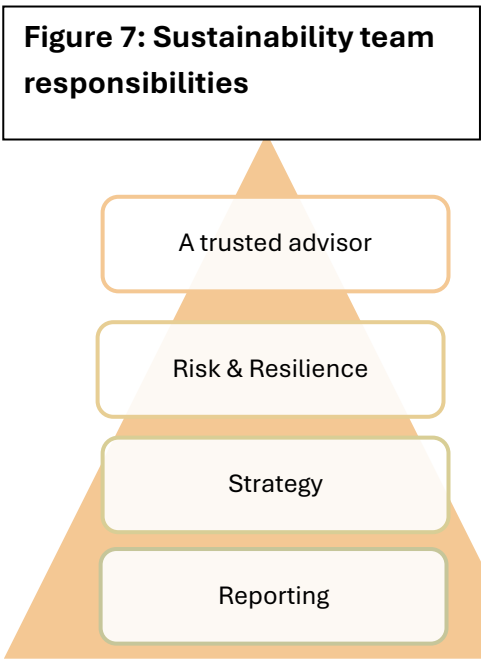 Figure 7: Sustainability team
responsibilities
A trusted advisor
Risk & Resilience
Strategy
Reporting